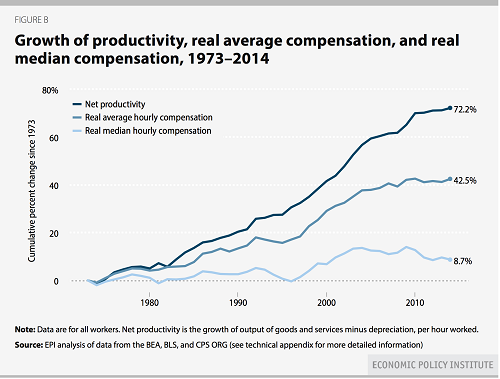 FIGURE B
Growth of productivity, real average compensation, and real
median compensation, 1973–2014
Cumulative percent change since 1973
80%
60
40
20
0
Net productivity
Real average hourly compensation
Real median hourly compensation
72.2%
42.5%
8.7%
1980
1990
2000
2010
Note: Data are for all workers. Net productivity is the growth of output of goods and services minus depreciation, per hour worked.
Source: EPI analysis of data from the BEA, BLS, and CPS ORG (see technical appendix for more detailed information)
ECONOMIC POLICY INSTITUTE